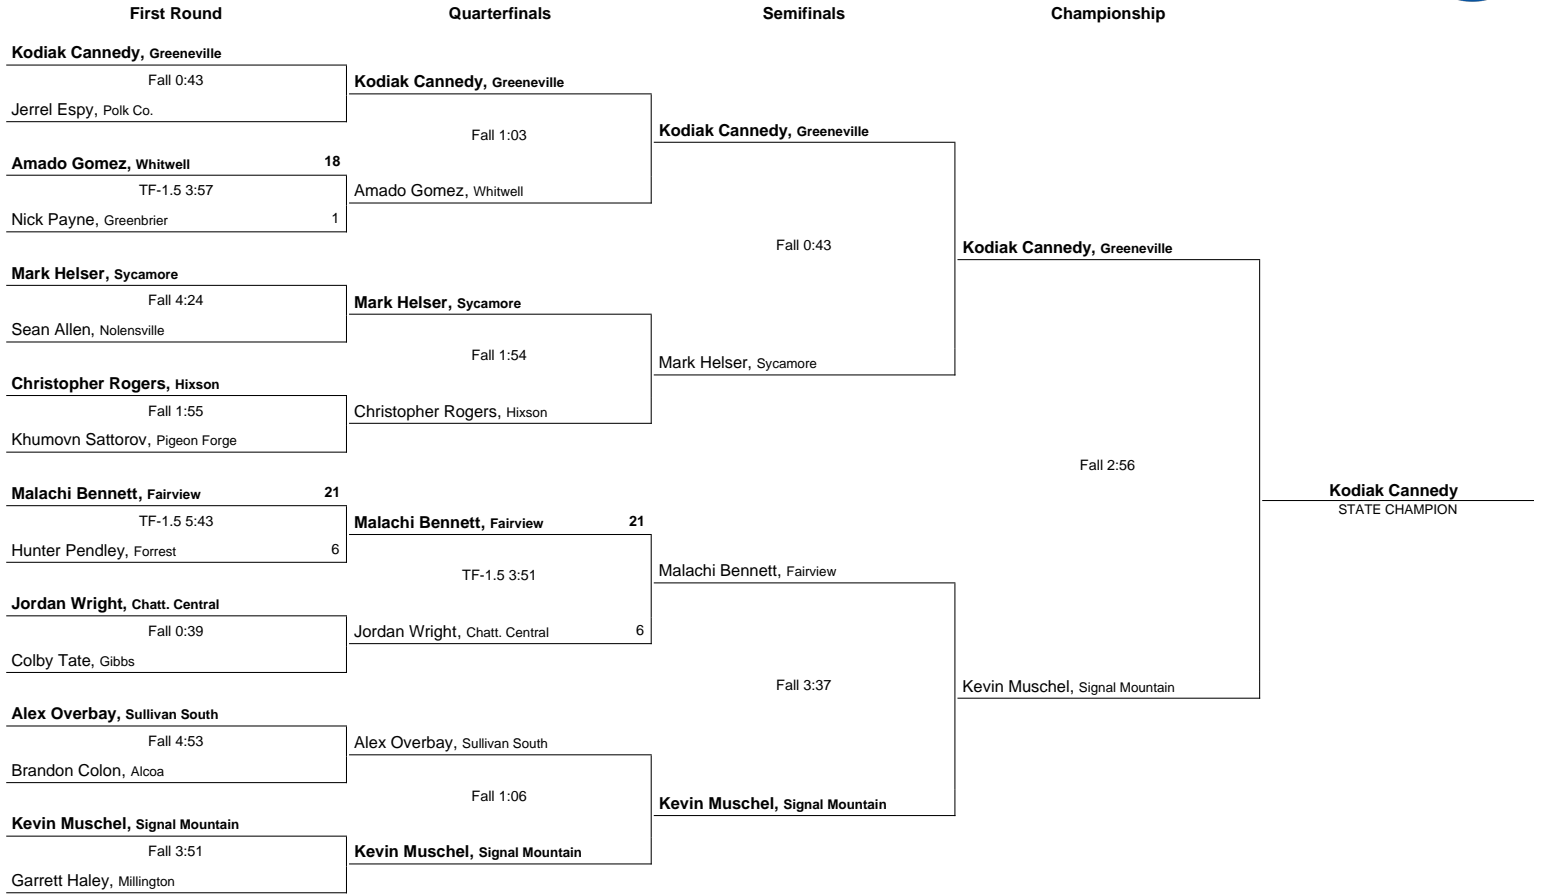 First Round
Quarterfinals
Semifinals
Championship
Kodiak Cannedy, Greeneville
Fall 0:43
Jerrel Espy, Polk Co.
Amado Gomez, Whitwell 18
TF-1.5 3:57
Nick Payne, Greenbrier 1
Mark Helser, Sycamore
Fall 4:24
Sean Allen, Nolensville
Christopher Rogers, Hixson
Fall 1:55
Khumovn Sattorov, Pigeon Forge
Malachi Bennett, Fairview 21
TF-1.5 5:43
Hunter Pendley, Forrest 6
Jordan Wright, Chatt. Central
Fall 0:39
Colby Tate, Gibbs
Alex Overbay, Sullivan South
Fall 4:53
Brandon Colon, Alcoa
Kevin Muschel, Signal Mountain
Fall 3:51
Garrett Haley, Millington
Kodiak Cannedy, Greeneville
Fall 1:03
Amado Gomez, Whitwell
Mark Helser, Sycamore
Fall 1:54
Christopher Rogers, Hixson
Malachi Bennett, Fairview 21
TF-1.5 3:51
Jordan Wright, Chatt. Central 6
Alex Overbay, Sullivan South
Fall 1:06
Kevin Muschel, Signal Mountain
Kodiak Cannedy, Greeneville
Fall 0:43
Mark Helser, Sycamore
Malachi Bennett, Fairview
Fall 3:37
Kevin Muschel, Signal Mountain
Kodiak Cannedy, Greeneville
Fall 2:56
Kevin Muschel, Signal Mountain
Kodiak Cannedy
STATE CHAMPION